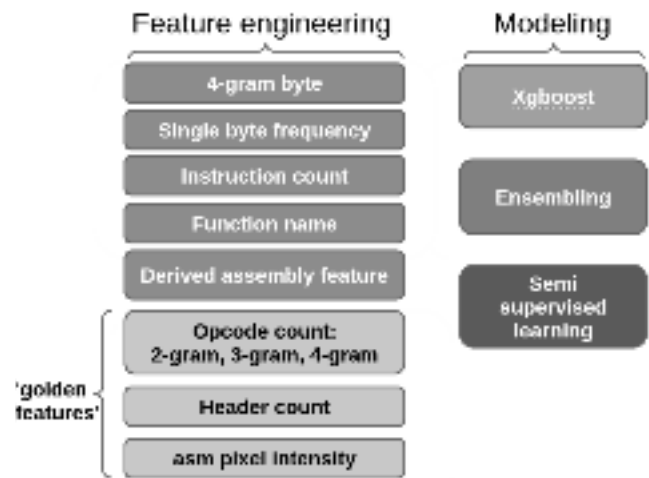 Feature engineering
Modeling
4-gram byte
Single byte frequency
Instruction count
Function name
Derived assembly feature
Opcode count:
2-gram, 3-gram, 4-gram
Header count
asm pixel intensity
'golden
features'
Xgboost
Ensembling
Semi
supervised
learning